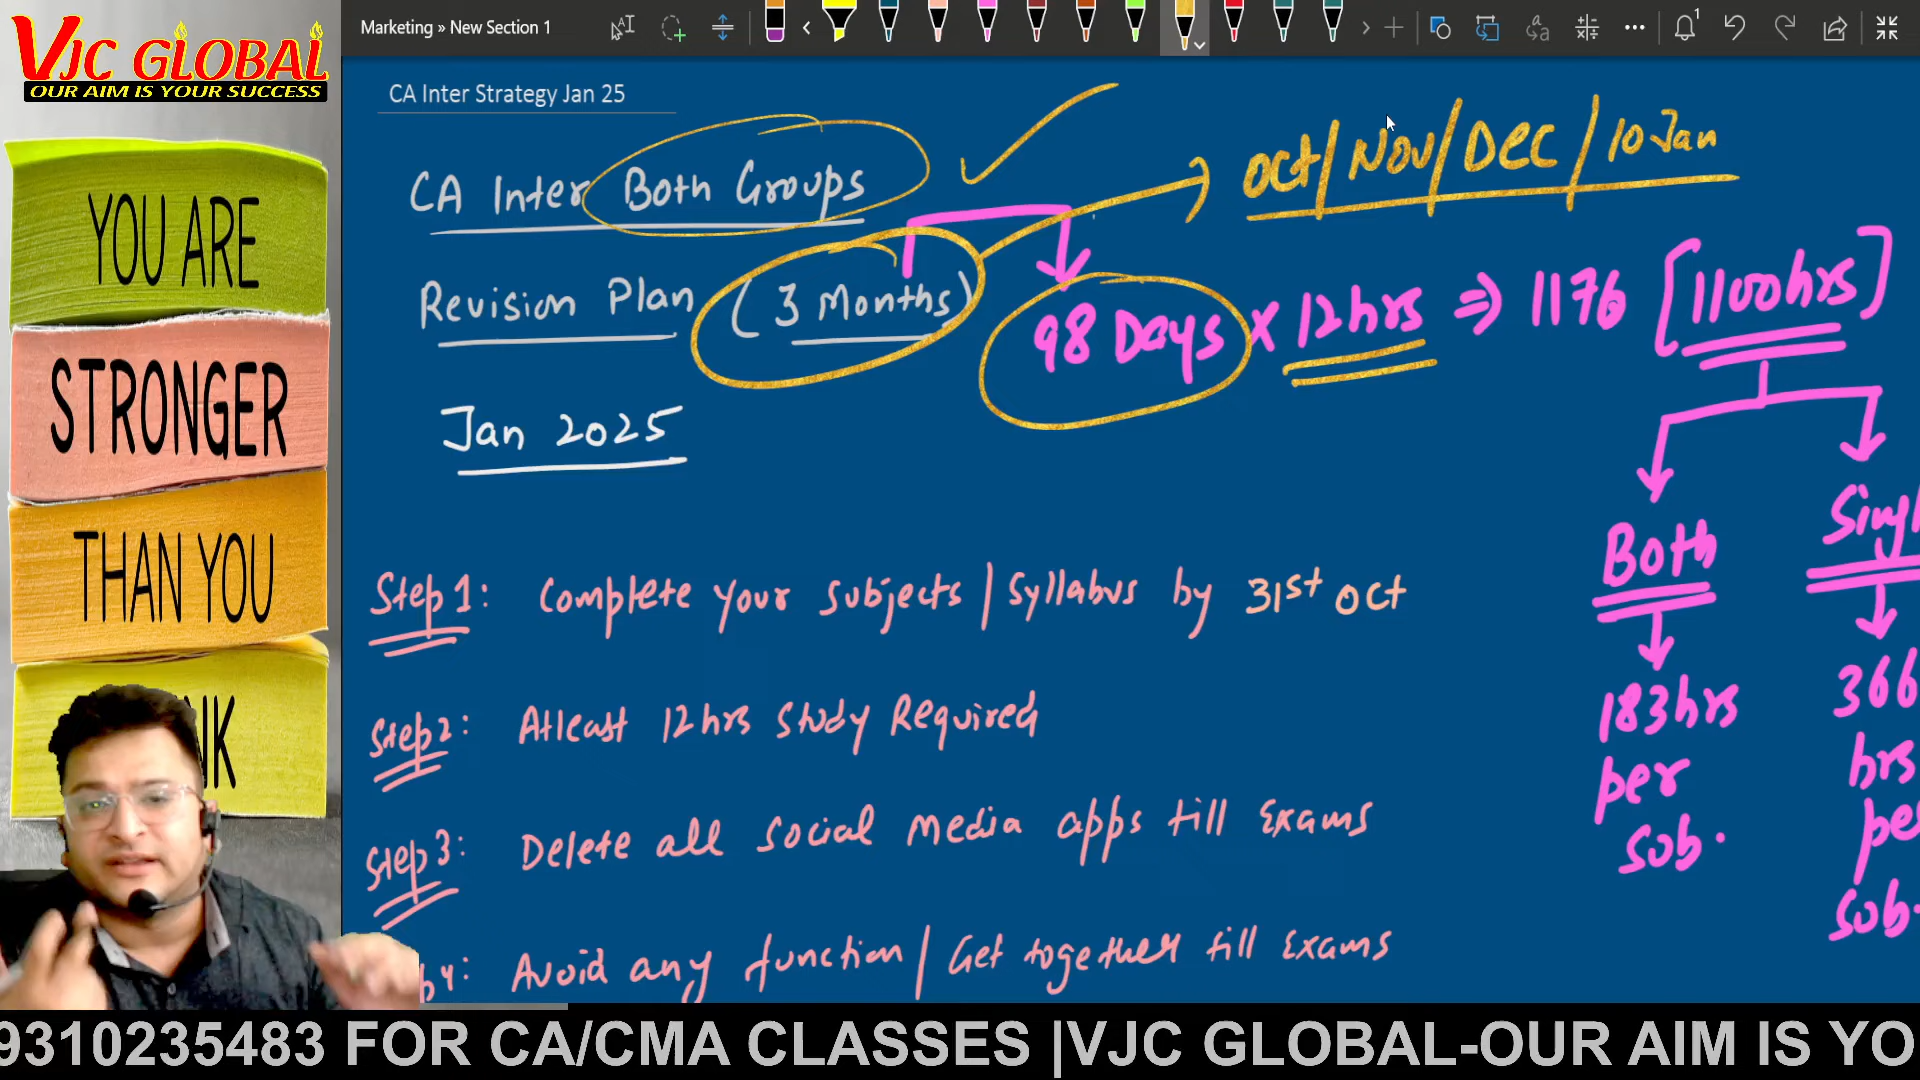 VJC GLOBAL
OUR AIM IS YOUR SUCCESS
Marketing » New Section 1
CA Inter Strategy Jan 25
YOU ARE
STRONGER
THAN YOU
CA Inter Both Groups
Oct/Nov/Dec/10 Jan
Revision Plan (3 Months)
98 Days x 12hrs ⇒ 1176 [1100hrs]
Jan 2025
Both
183hrs
per
sub.
366
hrs
sub.
Step 1: Complete your subjects/syllabus by 31st Oct
Step 2: Atleast 12hrs study Required
Step 3: Delete all social media apps till Exams
Avoid any function/Get together till Exams
9310235483 FOR CA/CMA CLASSES |VJC GLOBAL-OUR AIM IS YO